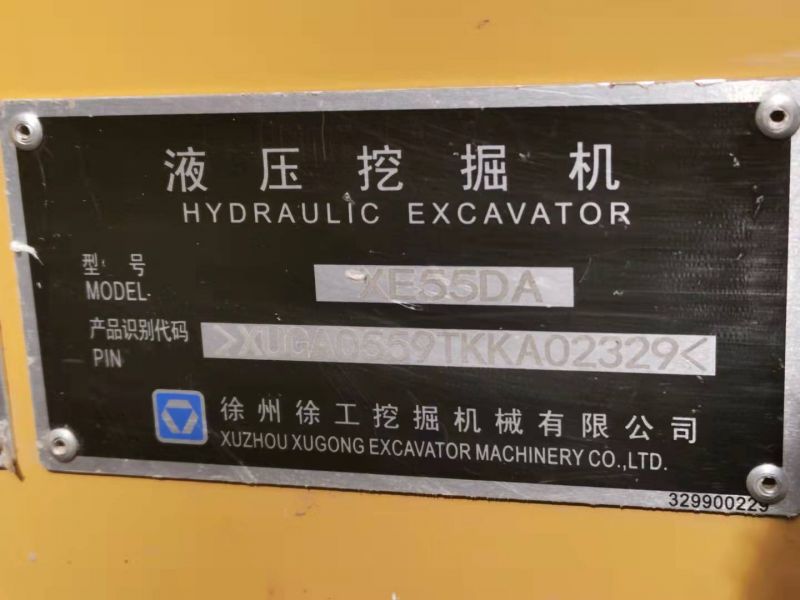 液压挖掘机
HYDRAULIC EXCAVATOR
型号
MODEL
XE55DA
产品识别代码
PIN
>XUGA0559TKKA02329<
徐州徐工挖掘机械有限公司
XUZHOU XUGONG EXCAVATOR MACHINERY CO.,LTD.
329900229